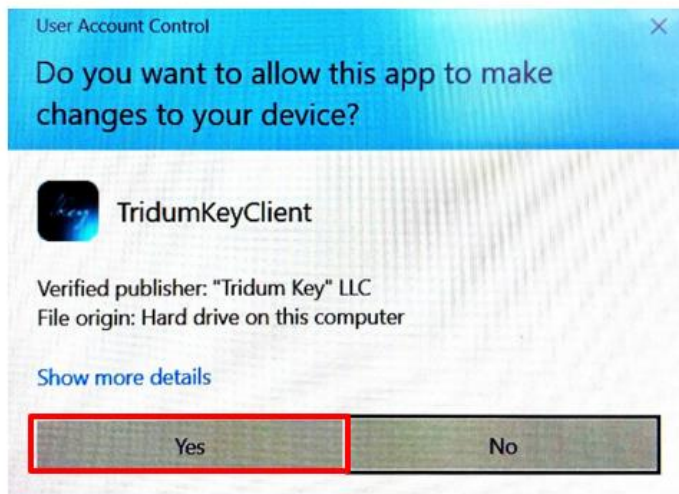 User Account Control
Do you want to allow this app to make
changes to your device?
TridumKeyClient
Verified publisher: "Tridum Key" LLC
File origin: Hard drive on this computer
Show more details
Yes
No